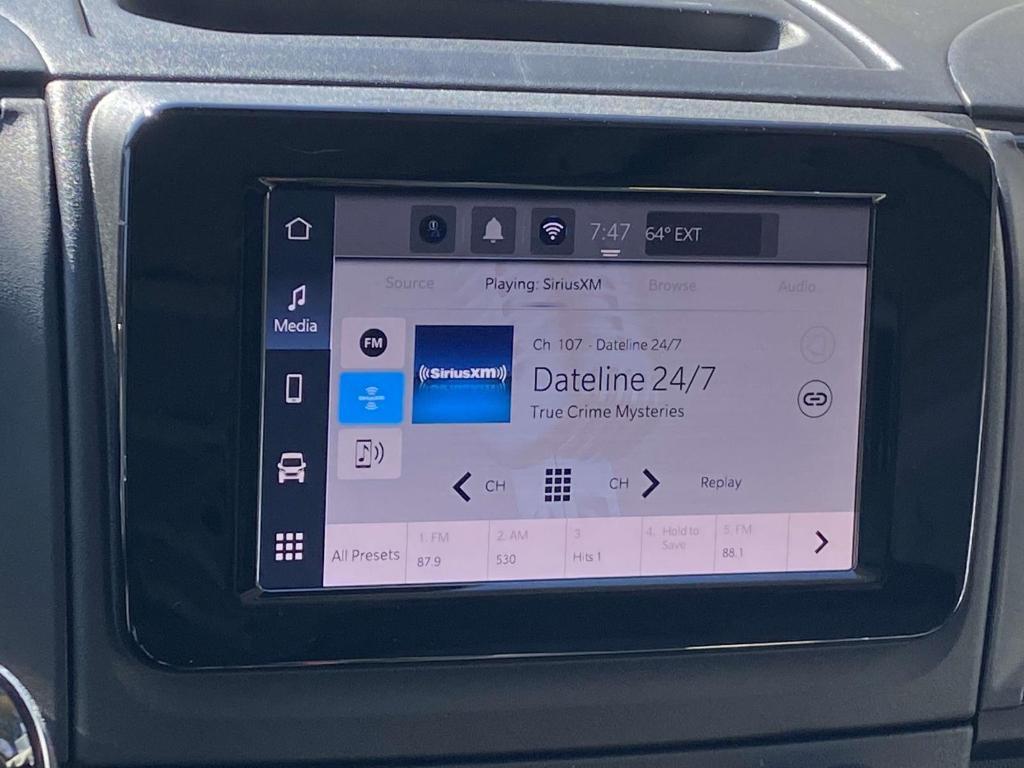 7:47 64° EXT
Source Playing: SiriusXM Browse Audio
Media
FM
Ch 107 - Dateline 24/7
((SiriusXM))
SiriusXM
Dateline 24/7
True Crime Mysteries
CH CH Replay
All Presets
1. FM
87.9
2. AM
530
3
Hits 1
4. Hold to
Save
5. FM
88.1